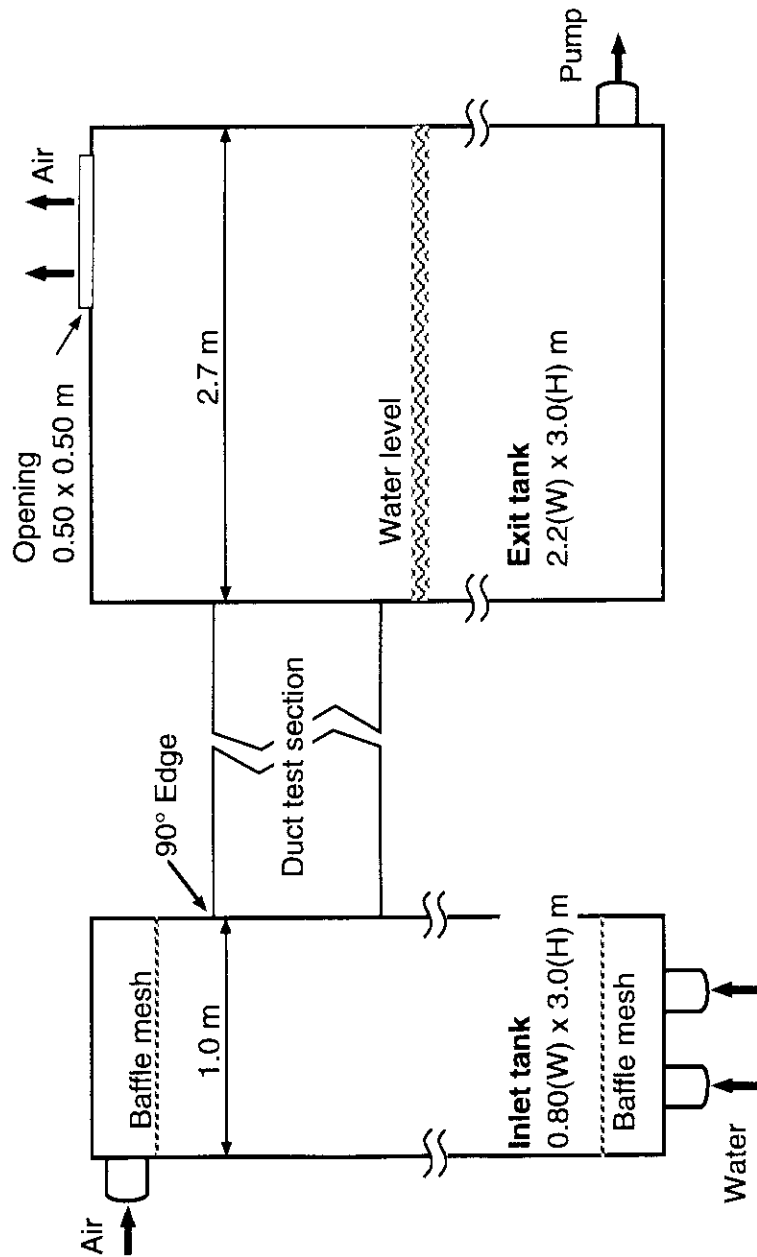 Air
Baffle mesh
1.0 m
90° Edge
Inlet tank
0.80(W) x 3.0(H) m
Baffle mesh
Water
Duct test section
Opening
0.50 x 0.50 m
Air
2.7 m
Water level
Exit tank
2.2(W) x 3.0(H) m
Pump